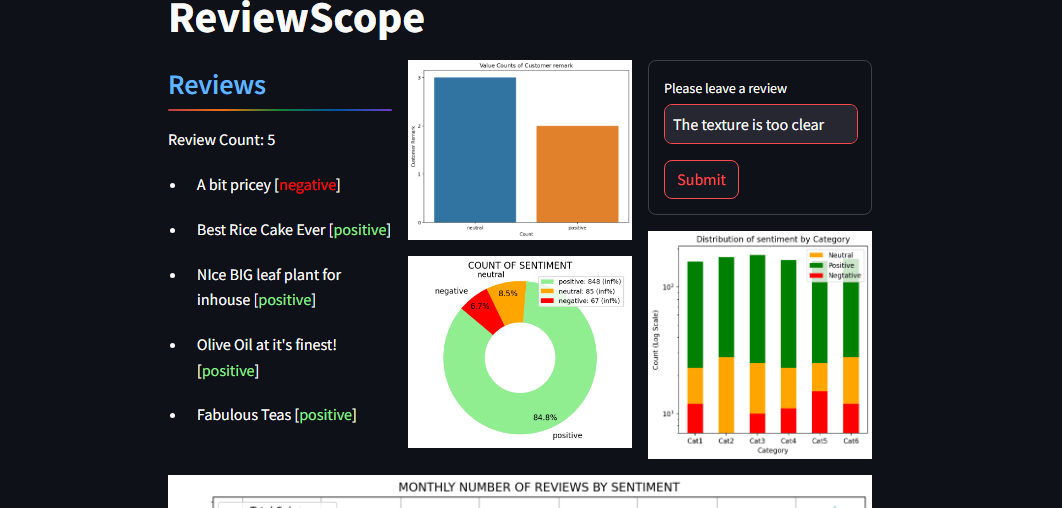 ReviewScope
Reviews
Review Count: 5
A bit pricey [negative]
Best Rice Cake Ever [positive]
NIce BIG leaf plant for
inhouse [positive]
Olive Oil at it's finest!
[positive]
Fabulous Teas [positive]
Value Counts of Customer remark
Customer Remark
3
2
1
0
neutral positive
Count
COUNT OF SENTIMENT
neutral
negative
8.5%
6.7%
84.8%
positive
positive: 848 (inf%)
neutral: 85 (inf%)
negative: 67 (inf%)
Please leave a review
The texture is too clear
Submit
Distribution of sentiment by Category
Neutral
Positive
Negtative
Count (Log Scale)
10²
10¹
Cat1 Cat2 Cat3 Cat4 Cat5 Cat6
Category
MONTHLY NUMBER OF REVIEWS BY SENTIMENT